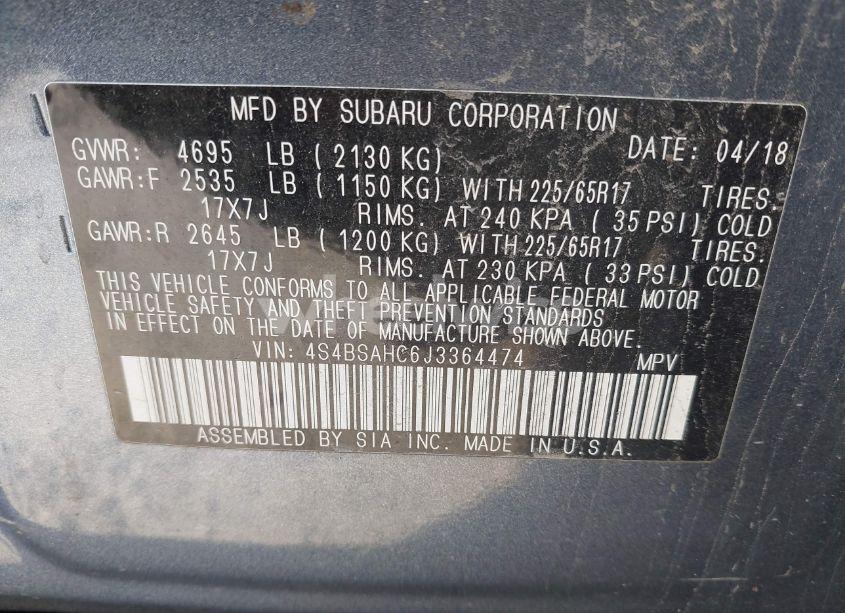 MFD BY SUBARU CORPORATION
GVWR: 4695 LB ( 2130 KG) DATE: 04/18
GAWR:F 2535 LB ( 1150 KG) WITH 225/65R17 TIRES.
17X7J RIMS. AT 240 KPA ( 35 PSI) COLD
GAWR:R 2645 LB ( 1200 KG) WITH 225/65R17 TIRES.
17X7J RIMS. AT 230 KPA ( 33 PSI) COLD
THIS VEHICLE CONFORMS TO ALL APPLICABLE FEDERAL MOTOR
VEHICLE SAFETY AND THEFT PREVENTION STANDARDS
IN EFFECT ON THE DATE OF MANUFACTURE SHOWN ABOVE.
VIN: 4S4BSAHC6J3364474 MPV
ASSEMBLED BY SIA INC. MADE IN U.S.A.